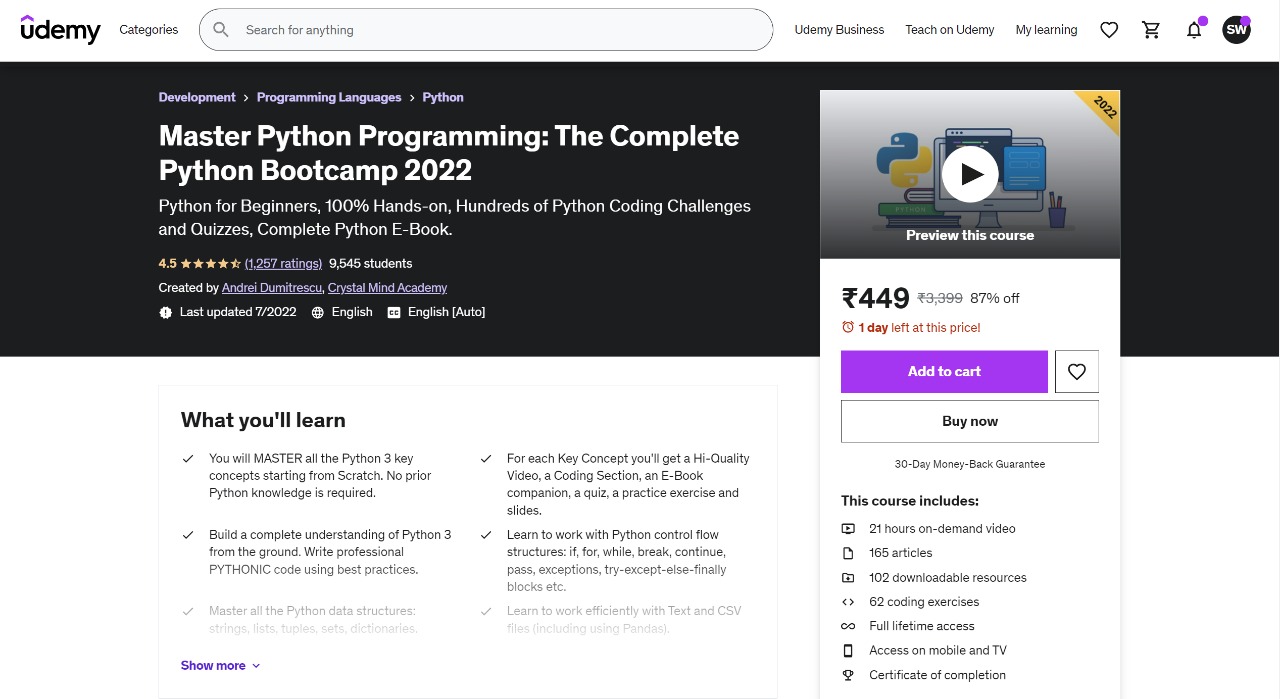 udemy
Categories
Search for anything
Udemy Business
Teach on Udemy
My learning
SW
Development > Programming Languages > Python
Master Python Programming: The Complete
Python Bootcamp 2022
Python for Beginners, 100% Hands-on, Hundreds of Python Coding Challenges
and Quizzes, Complete Python E-Book.
4.5 (1,257 ratings) 9,545 students
Created by Andrei Dumitrescu, Crystal Mind Academy
Last updated 7/2022 English English [Auto]
What you'll learn
You will MASTER all the Python 3 key
concepts starting from Scratch. No prior
Python knowledge is required.
Build a complete understanding of Python 3
from the ground. Write professional
PYTHONIC code using best practices.
Master all the Python data structures:
strings, lists, tuples, sets, dictionaries.
For each Key Concept you'll get a Hi-Quality
Video, a Coding Section, an E-Book
companion, a quiz, a practice exercise and
slides.
Learn to work with Python control flow
structures: if, for, while, break, continue,
pass, exceptions, try-except-else-finally
blocks etc.
Learn to work efficiently with Text and CSV
files (including using Pandas).
Show more
2022
PYTHON
Preview this course
₹449 ₹3,399 87% off
1 day left at this price!
Add to cart
Buy now
30-Day Money-Back Guarantee
This course includes:
21 hours on-demand video
165 articles
102 downloadable resources
62 coding exercises
Full lifetime access
Access on mobile and TV
Certificate of completion